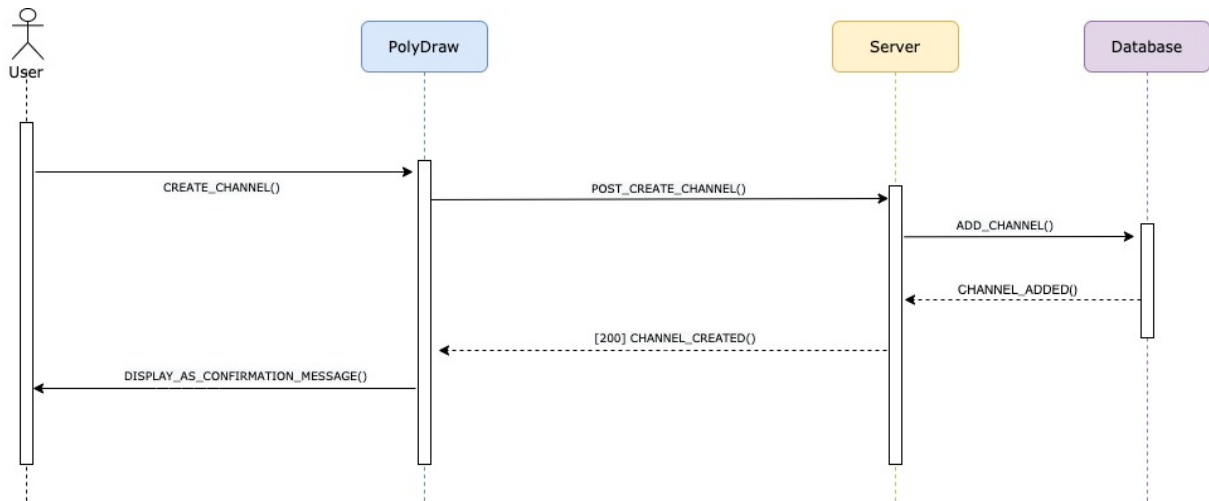 User
PolyDraw
Server
Database
CREATE_CHANNEL()
POST_CREATE_CHANNEL()
ADD_CHANNEL()
CHANNEL_ADDED()
[200] CHANNEL_CREATED()
DISPLAY_AS_CONFIRMATION_MESSAGE()